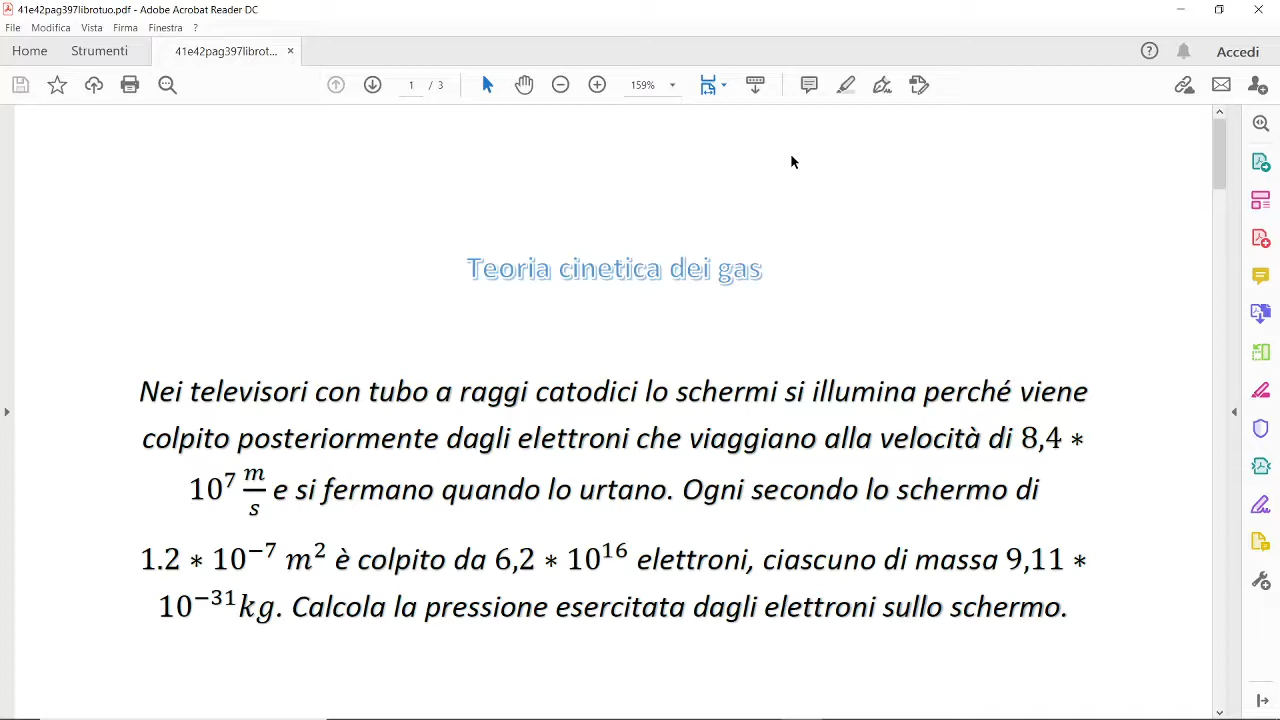 41e42pag397librotuo.pdf - Adobe Acrobat Reader DC
File Modifica Vista Firma Finestra ?
Home Strumenti 41e42pag397librot... × Accedi
1 / 3 159%
Teoria cinetica dei gas
Nei televisori con tubo a raggi catodici lo schermi si illumina perché viene
colpito posteriormente dagli elettroni che viaggiano alla velocità di 8,4 *
10⁷ m/s e si fermano quando lo urtano. Ogni secondo lo schermo di
1.2 * 10⁻⁷ m² è colpito da 6,2 * 10¹⁶ elettroni, ciascuno di massa 9,11 *
10⁻³¹kg. Calcola la pressione esercitata dagli elettroni sullo schermo.